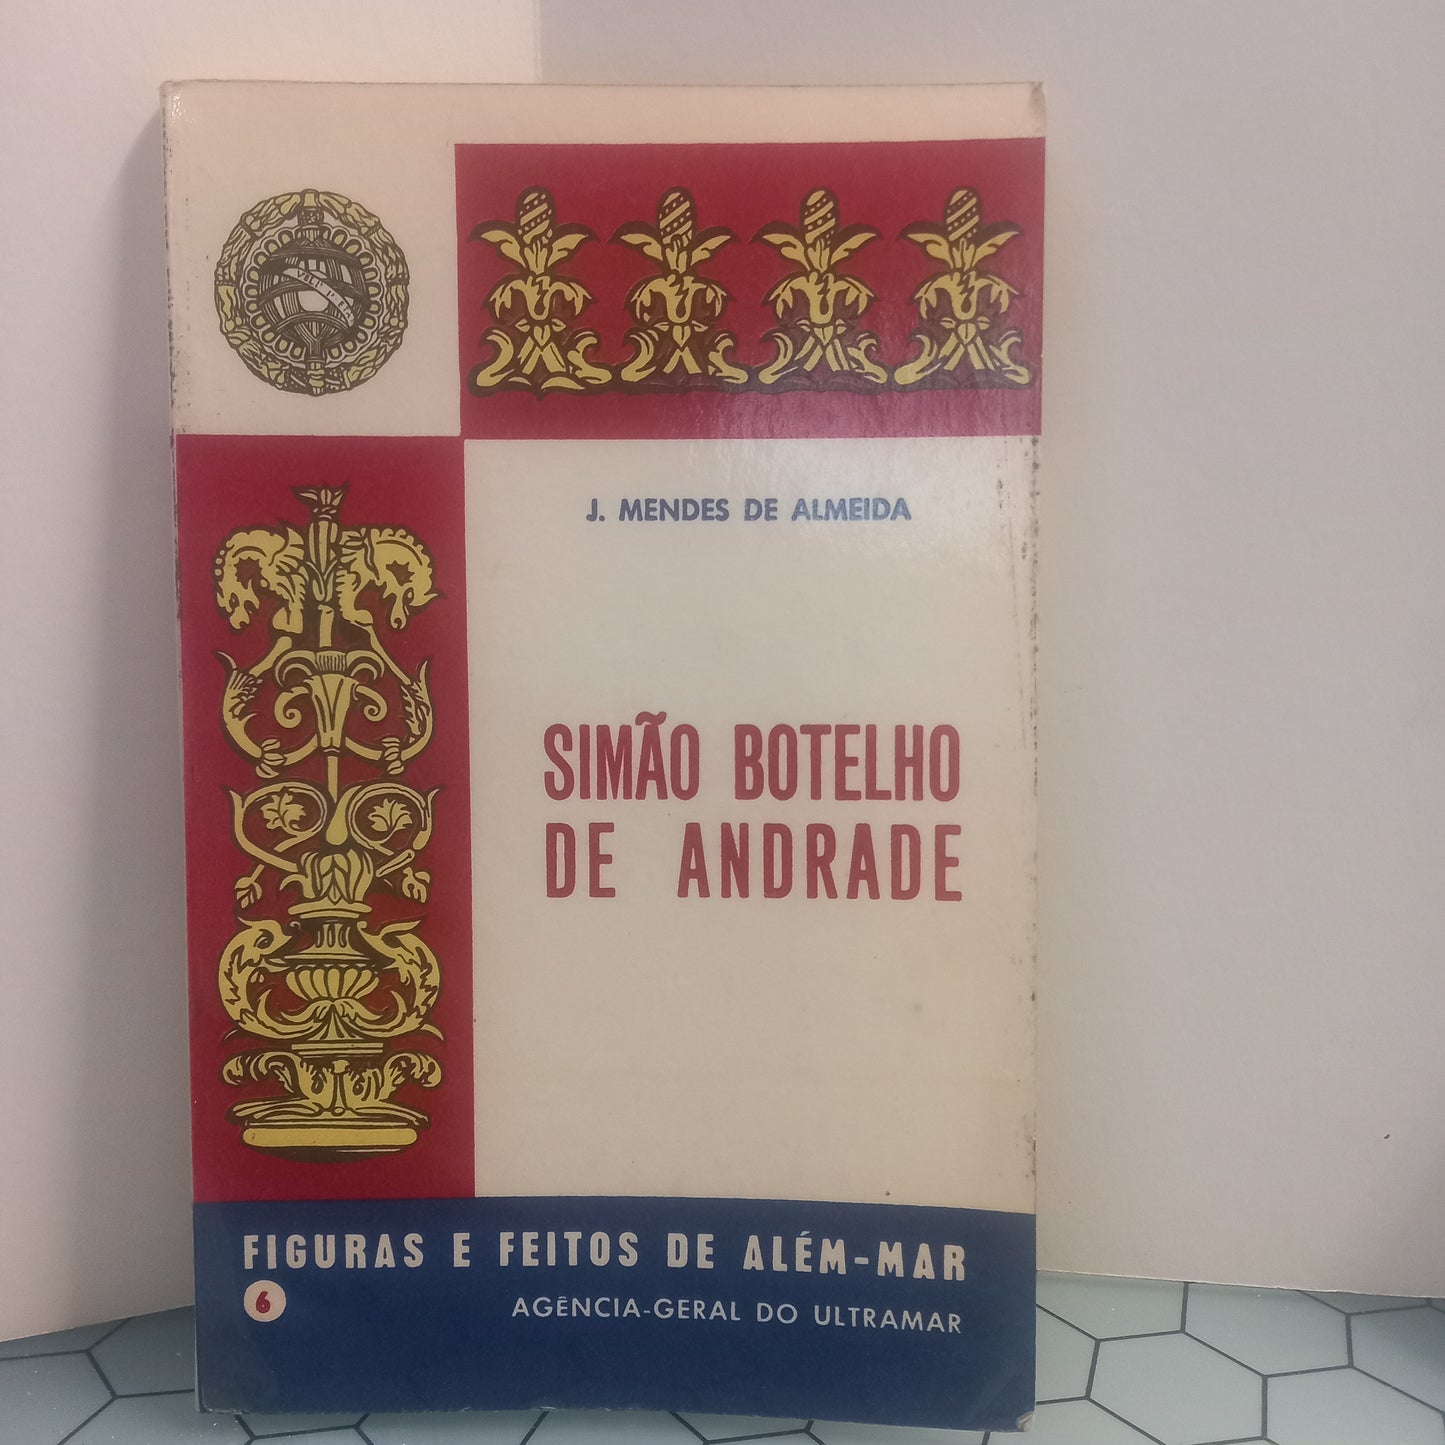 J. MENDES DE ALMEIDA
SIMÃO BOTELHO
DE ANDRADE
FIGURAS E FEITOS DE ALÉM-MAR
6
AGÊNCIA-GERAL DO ULTRAMAR